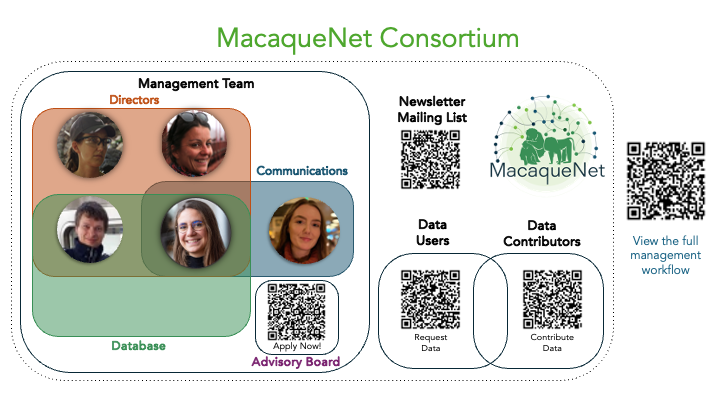 MacaqueNet Consortium
Management Team
Directors
Communications
Database
Apply Now!
Advisory Board
Newsletter
Mailing List
MacaqueNet
Data
Users
Request
Data
Data
Contributors
Contribute
Data
View the full
management
workflow